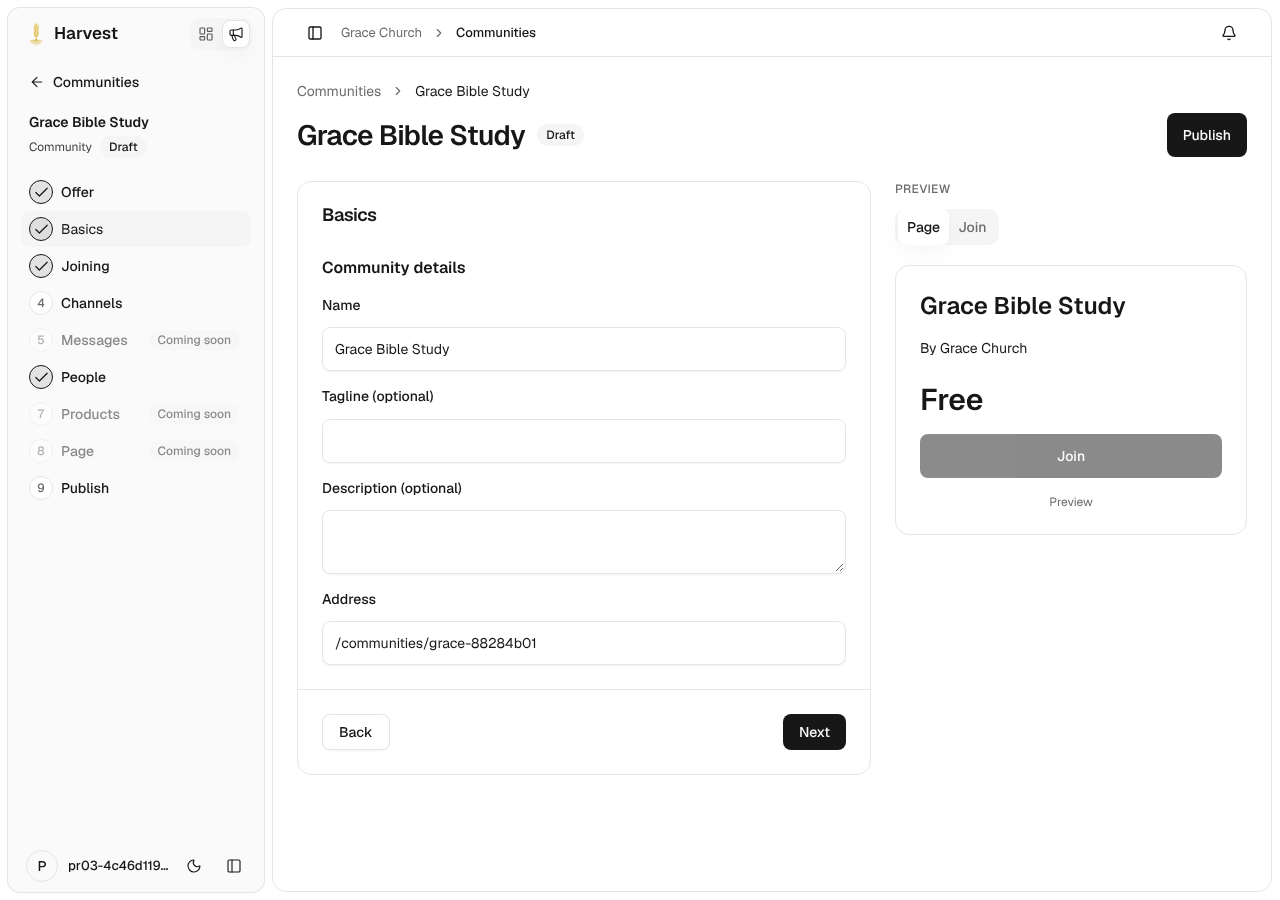 Harvest
Communities
Grace Bible Study
Community Draft
Offer
Basics
Joining
4 Channels
5 Messages Coming soon
People
7 Products Coming soon
8 Page Coming soon
9 Publish
P pr03-4c46d119...
Grace Church Communities
Communities Grace Bible Study
Grace Bible Study Draft
Publish
Basics
Community details
Name
Grace Bible Study
Tagline (optional)
Description (optional)
Address
/communities/grace-88284b01
Back Next
PREVIEW
Page Join
Grace Bible Study
By Grace Church
Free
Join
Preview